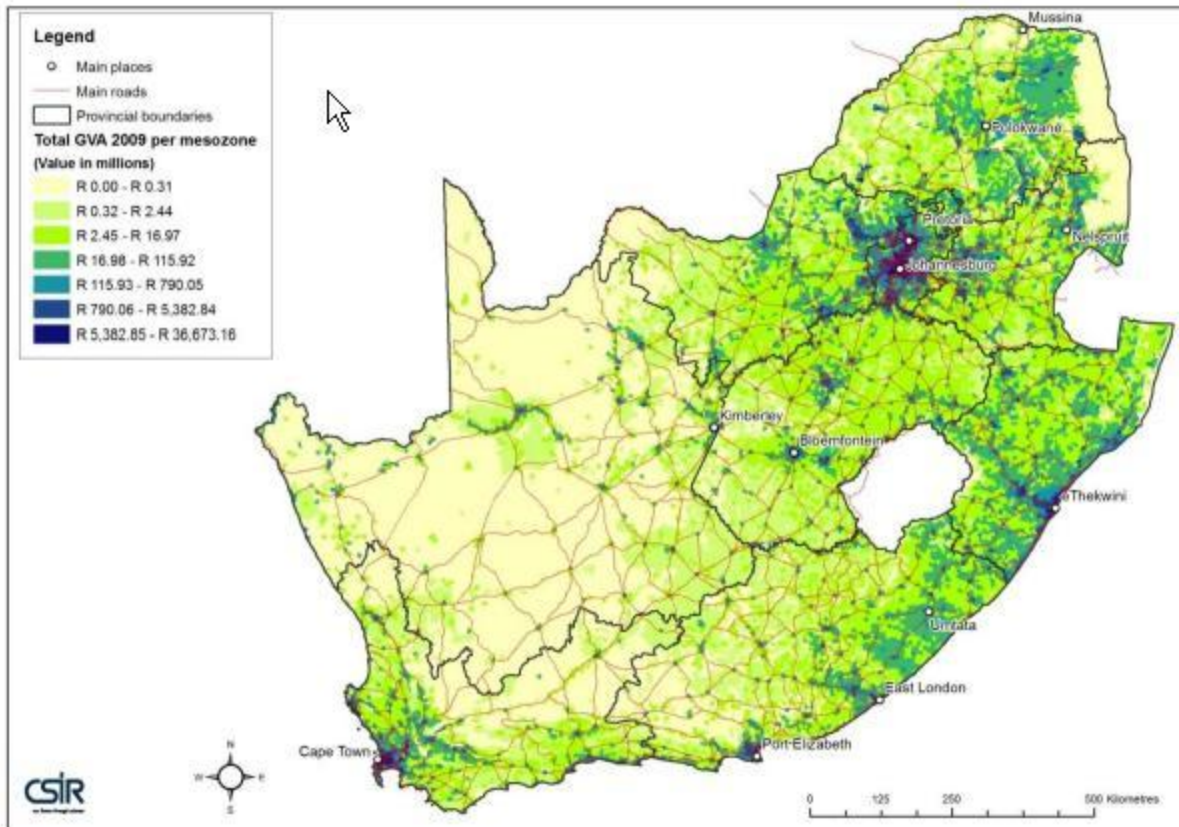 Legend
Main places
Main roads
Provincial boundaries
Total GVA 2009 per mesozone
(Value in millions)
R 0.00 - R 0.31
R 0.32 - R 2.44
R 2.45 - R 16.97
R 16.98 - R 115.92
R 115.93 - R 790.05
R 790.06 - R 5,382.84
R 5,382.85 - R 36,673.16
Mussina
Polokwane
Pretoria
Nelspruit
Johannesburg
Kimberley
Bloemfontein
eThekwini
Umtata
East London
Port Elizabeth
Cape Town
N
W E
S
CSIR
0 125 250 500 Kilometres